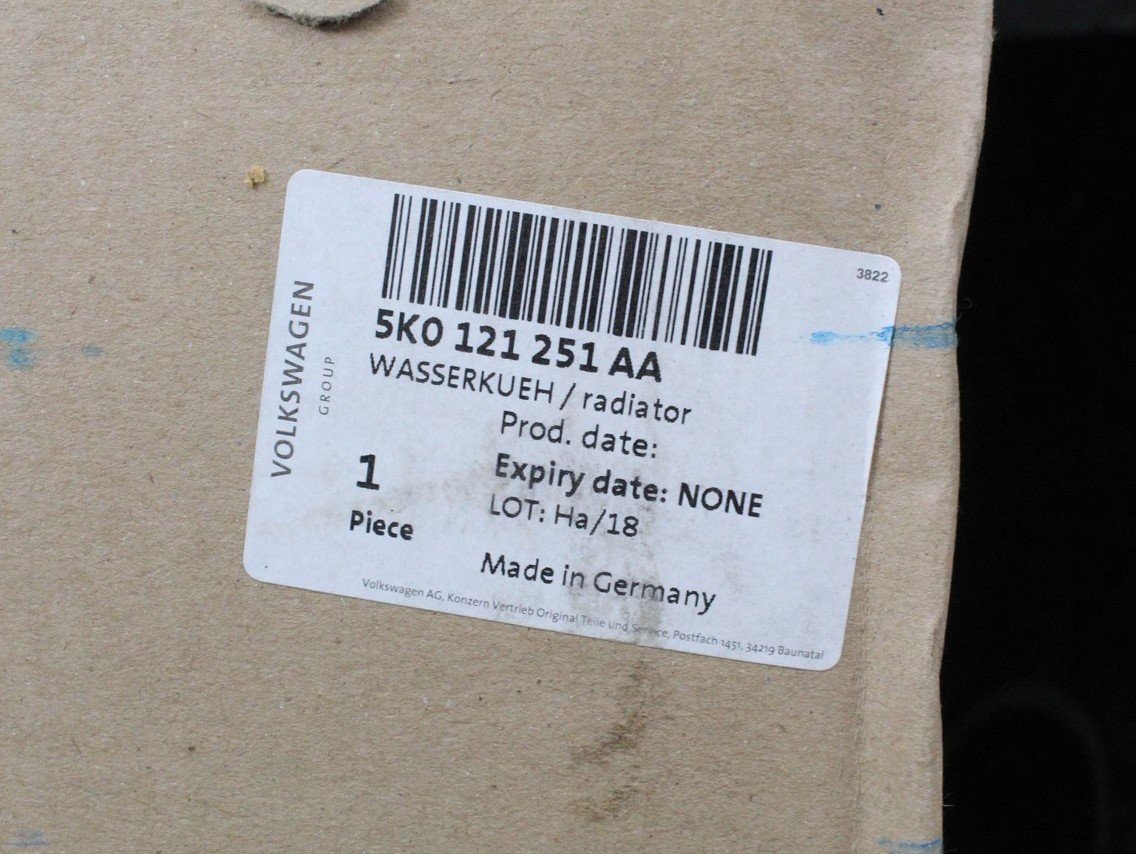 3822
5K0 121 251 AA
WASSERKUEH / radiator
Prod. date:
Expiry date: NONE
LOT: Ha/18
1
Piece
Made in Germany
Volkswagen AG, Konzern Vertrieb Original Teile und Service, Postfach 1451, 34219 Baunatal
VOLKSWAGEN
GROUP